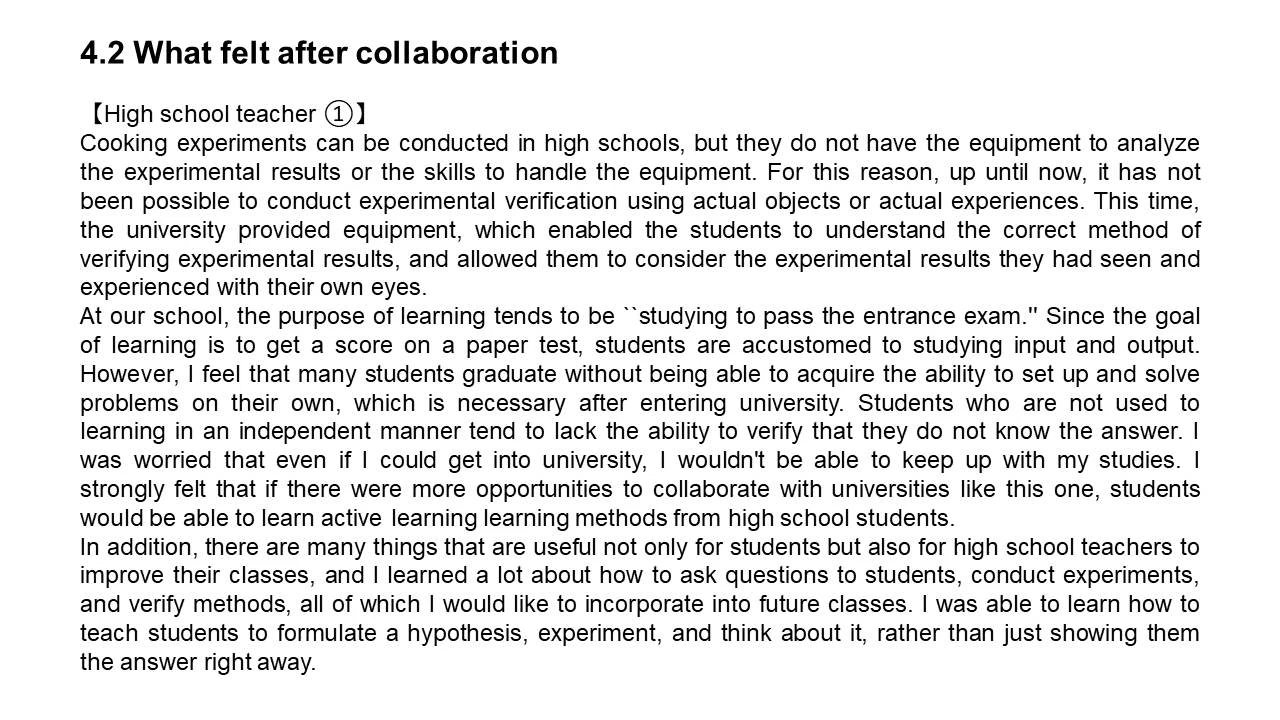 4.2 What felt after collaboration
【High school teacher ①】
Cooking experiments can be conducted in high schools, but they do not have the equipment to analyze
the experimental results or the skills to handle the equipment. For this reason, up until now, it has not
been possible to conduct experimental verification using actual objects or actual experiences. This time,
the university provided equipment, which enabled the students to understand the correct method of
verifying experimental results, and allowed them to consider the experimental results they had seen and
experienced with their own eyes.
At our school, the purpose of learning tends to be ``studying to pass the entrance exam.'' Since the goal
of learning is to get a score on a paper test, students are accustomed to studying input and output.
However, I feel that many students graduate without being able to acquire the ability to set up and solve
problems on their own, which is necessary after entering university. Students who are not used to
learning in an independent manner tend to lack the ability to verify that they do not know the answer. I
was worried that even if I could get into university, I wouldn't be able to keep up with my studies. I
strongly felt that if there were more opportunities to collaborate with universities like this one, students
would be able to learn active learning learning methods from high school students.
In addition, there are many things that are useful not only for students but also for high school teachers to
improve their classes, and I learned a lot about how to ask questions to students, conduct experiments,
and verify methods, all of which I would like to incorporate into future classes. I was able to learn how to
teach students to formulate a hypothesis, experiment, and think about it, rather than just showing them
the answer right away.